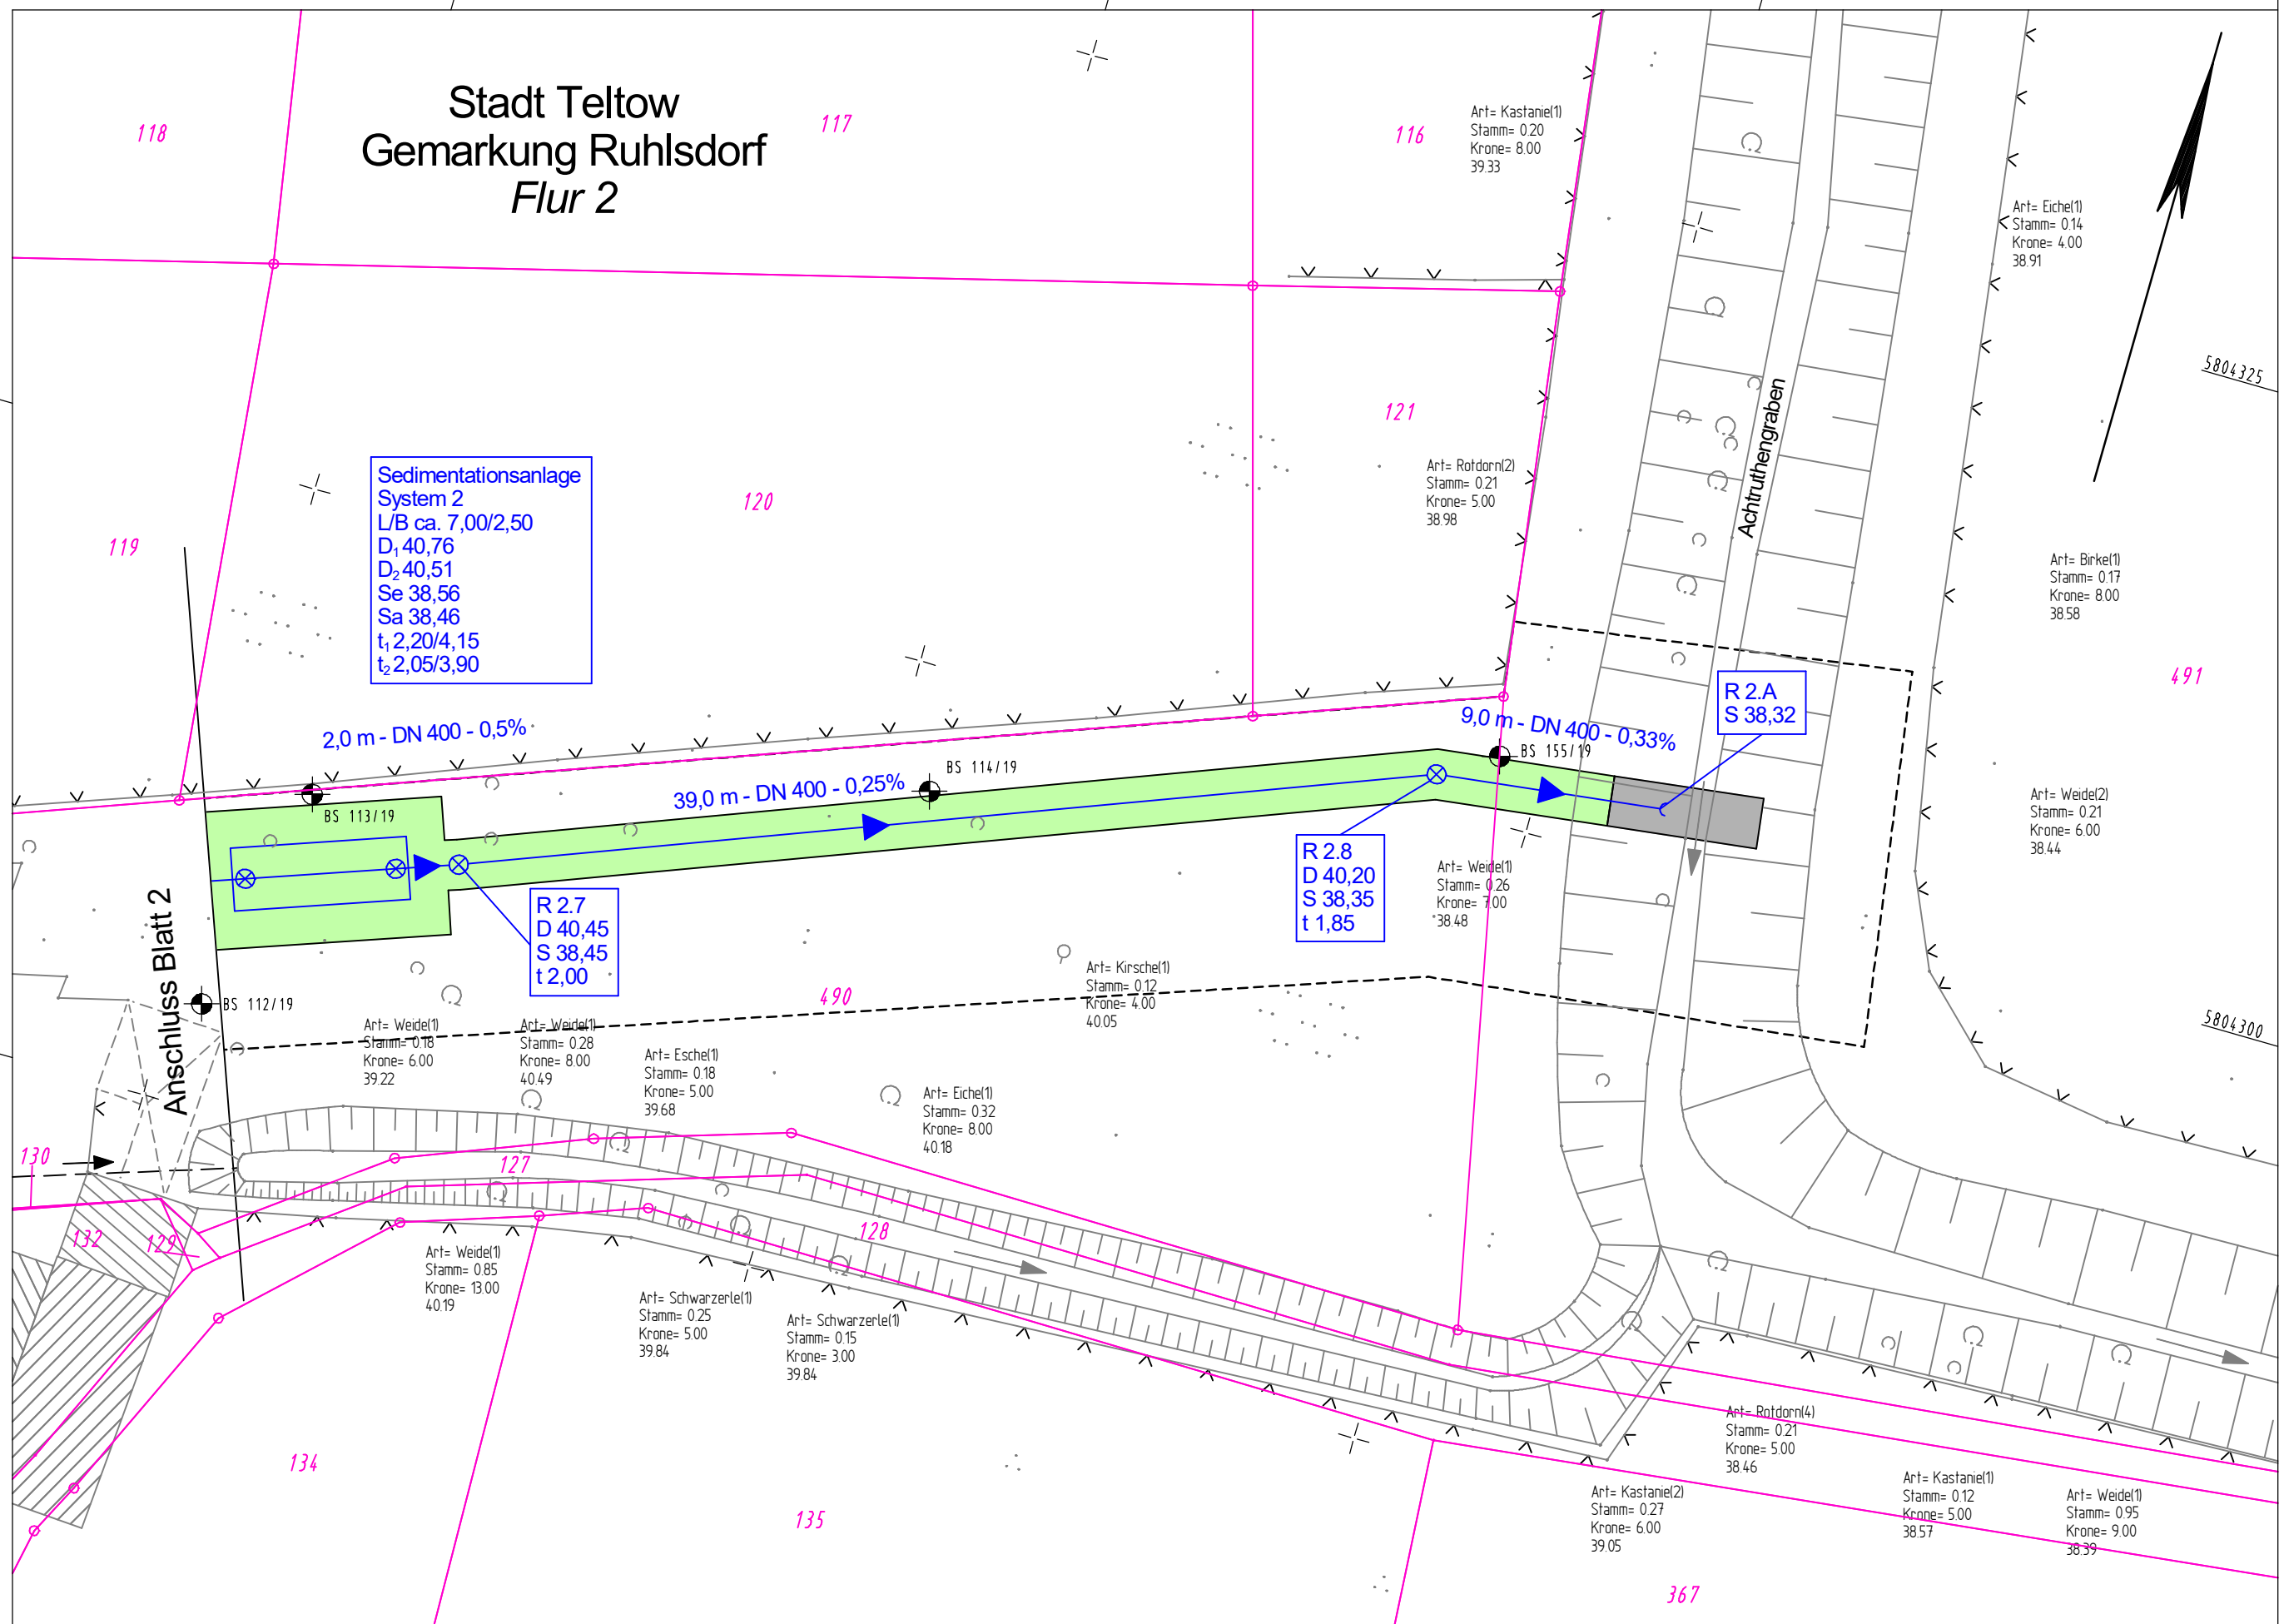 Stadt Teltow
Gemarkung Ruhlsdorf
Flur 2
118
117
116
Art= Kastanie(1)
Stamm= 0.20
Krone= 8.00
39.33
Art= Eiche(1)
Stamm= 0.14
Krone= 4.00
38.91
5804325
119
120
121
Sedimentationsanlage
System 2
L/B ca. 7,00/2,50
D₁ 40,76
D₂ 40,51
Se 38,56
Sa 38,46
t₁ 2,20/4,15
t₂ 2,05/3,90
Art= Rotdorn(2)
Stamm= 0.21
Krone= 5.00
38.98
Achtruthengraben
Art= Birke(1)
Stamm= 0.17
Krone= 8.00
38.58
491
R 2.A
S 38,32
2,0 m - DN 400 - 0,5%
39,0 m - DN 400 - 0,25%
9,0 m - DN 400 - 0,33%
BS 113/19
BS 114/19
BS 155/19
Art= Weide(2)
Stamm= 0.21
Krone= 6.00
38.44
R 2.7
D 40,45
S 38,45
t 2,00
R 2.8
D 40,20
S 38,35
t 1,85
Art= Weide(1)
Stamm= 0.26
Krone= 7.00
38.48
Anschluss Blatt 2
BS 112/19
490
Art= Kirsche(1)
Stamm= 0.12
Krone= 4.00
40.05
5804300
Art= Weide(1)
Stamm= 0.18
Krone= 6.00
39.22
Art= Weide(1)
Stamm= 0.28
Krone= 8.00
40.49
Art= Esche(1)
Stamm= 0.18
Krone= 5.00
39.68
Art= Eiche(1)
Stamm= 0.32
Krone= 8.00
40.18
130
127
128
132
129
Art= Weide(1)
Stamm= 0.85
Krone= 13.00
40.19
Art= Schwarzerle(1)
Stamm= 0.25
Krone= 5.00
39.84
Art= Schwarzerle(1)
Stamm= 0.15
Krone= 3.00
39.84
134
135
Art= Rotdorn(4)
Stamm= 0.21
Krone= 5.00
38.46
Art= Kastanie(2)
Stamm= 0.27
Krone= 6.00
39.05
Art= Kastanie(1)
Stamm= 0.12
Krone= 5.00
38.57
Art= Weide(1)
Stamm= 0.95
Krone= 9.00
38.39
367